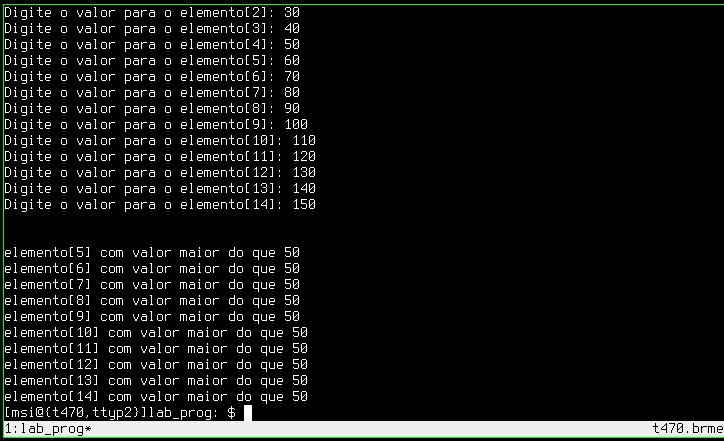 Digite o valor para o elemento[2]: 30
Digite o valor para o elemento[3]: 40
Digite o valor para o elemento[4]: 50
Digite o valor para o elemento[5]: 60
Digite o valor para o elemento[6]: 70
Digite o valor para o elemento[7]: 80
Digite o valor para o elemento[8]: 90
Digite o valor para o elemento[9]: 100
Digite o valor para o elemento[10]: 110
Digite o valor para o elemento[11]: 120
Digite o valor para o elemento[12]: 130
Digite o valor para o elemento[13]: 140
Digite o valor para o elemento[14]: 150
elemento[5] com valor maior do que 50
elemento[6] com valor maior do que 50
elemento[7] com valor maior do que 50
elemento[8] com valor maior do que 50
elemento[9] com valor maior do que 50
elemento[10] com valor maior do que 50
elemento[11] com valor maior do que 50
elemento[12] com valor maior do que 50
elemento[13] com valor maior do que 50
elemento[14] com valor maior do que 50
[msi@(t470,ttyp2)]lab_prog: $
1:lab_prog* t470.brme